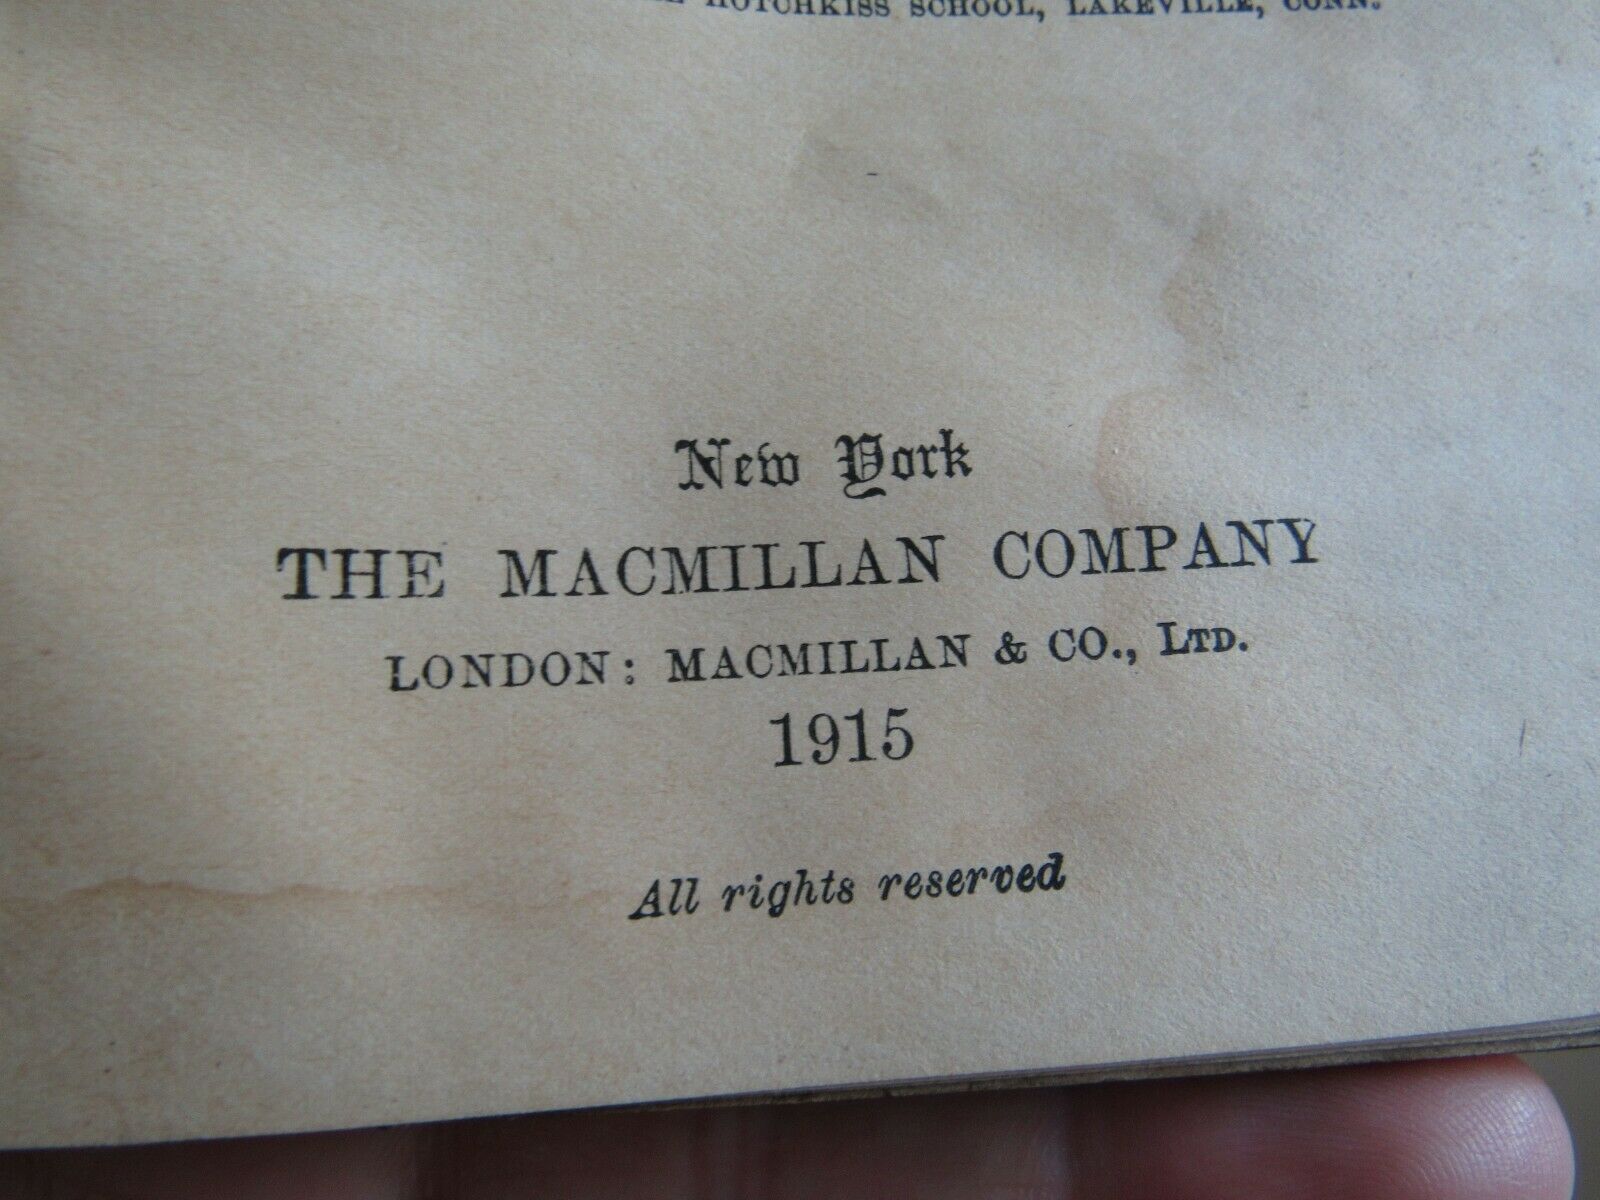 HOTCHKISS SCHOOL, LAKEVILLE, CONN.
New York
THE MACMILLAN COMPANY
LONDON: MACMILLAN & CO., LTD.
1915
All rights reserved